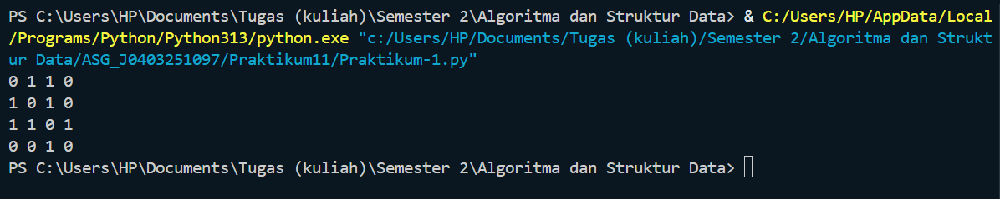 PS C:\Users\HP\Documents\Tugas (kuliah)\Semester 2\Algoritma dan Struktur Data> & C:/Users/HP/AppData/Local
/Programs/Python/Python313/python.exe "c:/Users/HP/Documents/Tugas (kuliah)/Semester 2/Algoritma dan Strukt
ur Data/ASG_J0403251097/Praktikum11/Praktikum-1.py"
0 1 1 0
1 0 1 0
1 1 0 1
0 0 1 0
PS C:\Users\HP\Documents\Tugas (kuliah)\Semester 2\Algoritma dan Struktur Data>